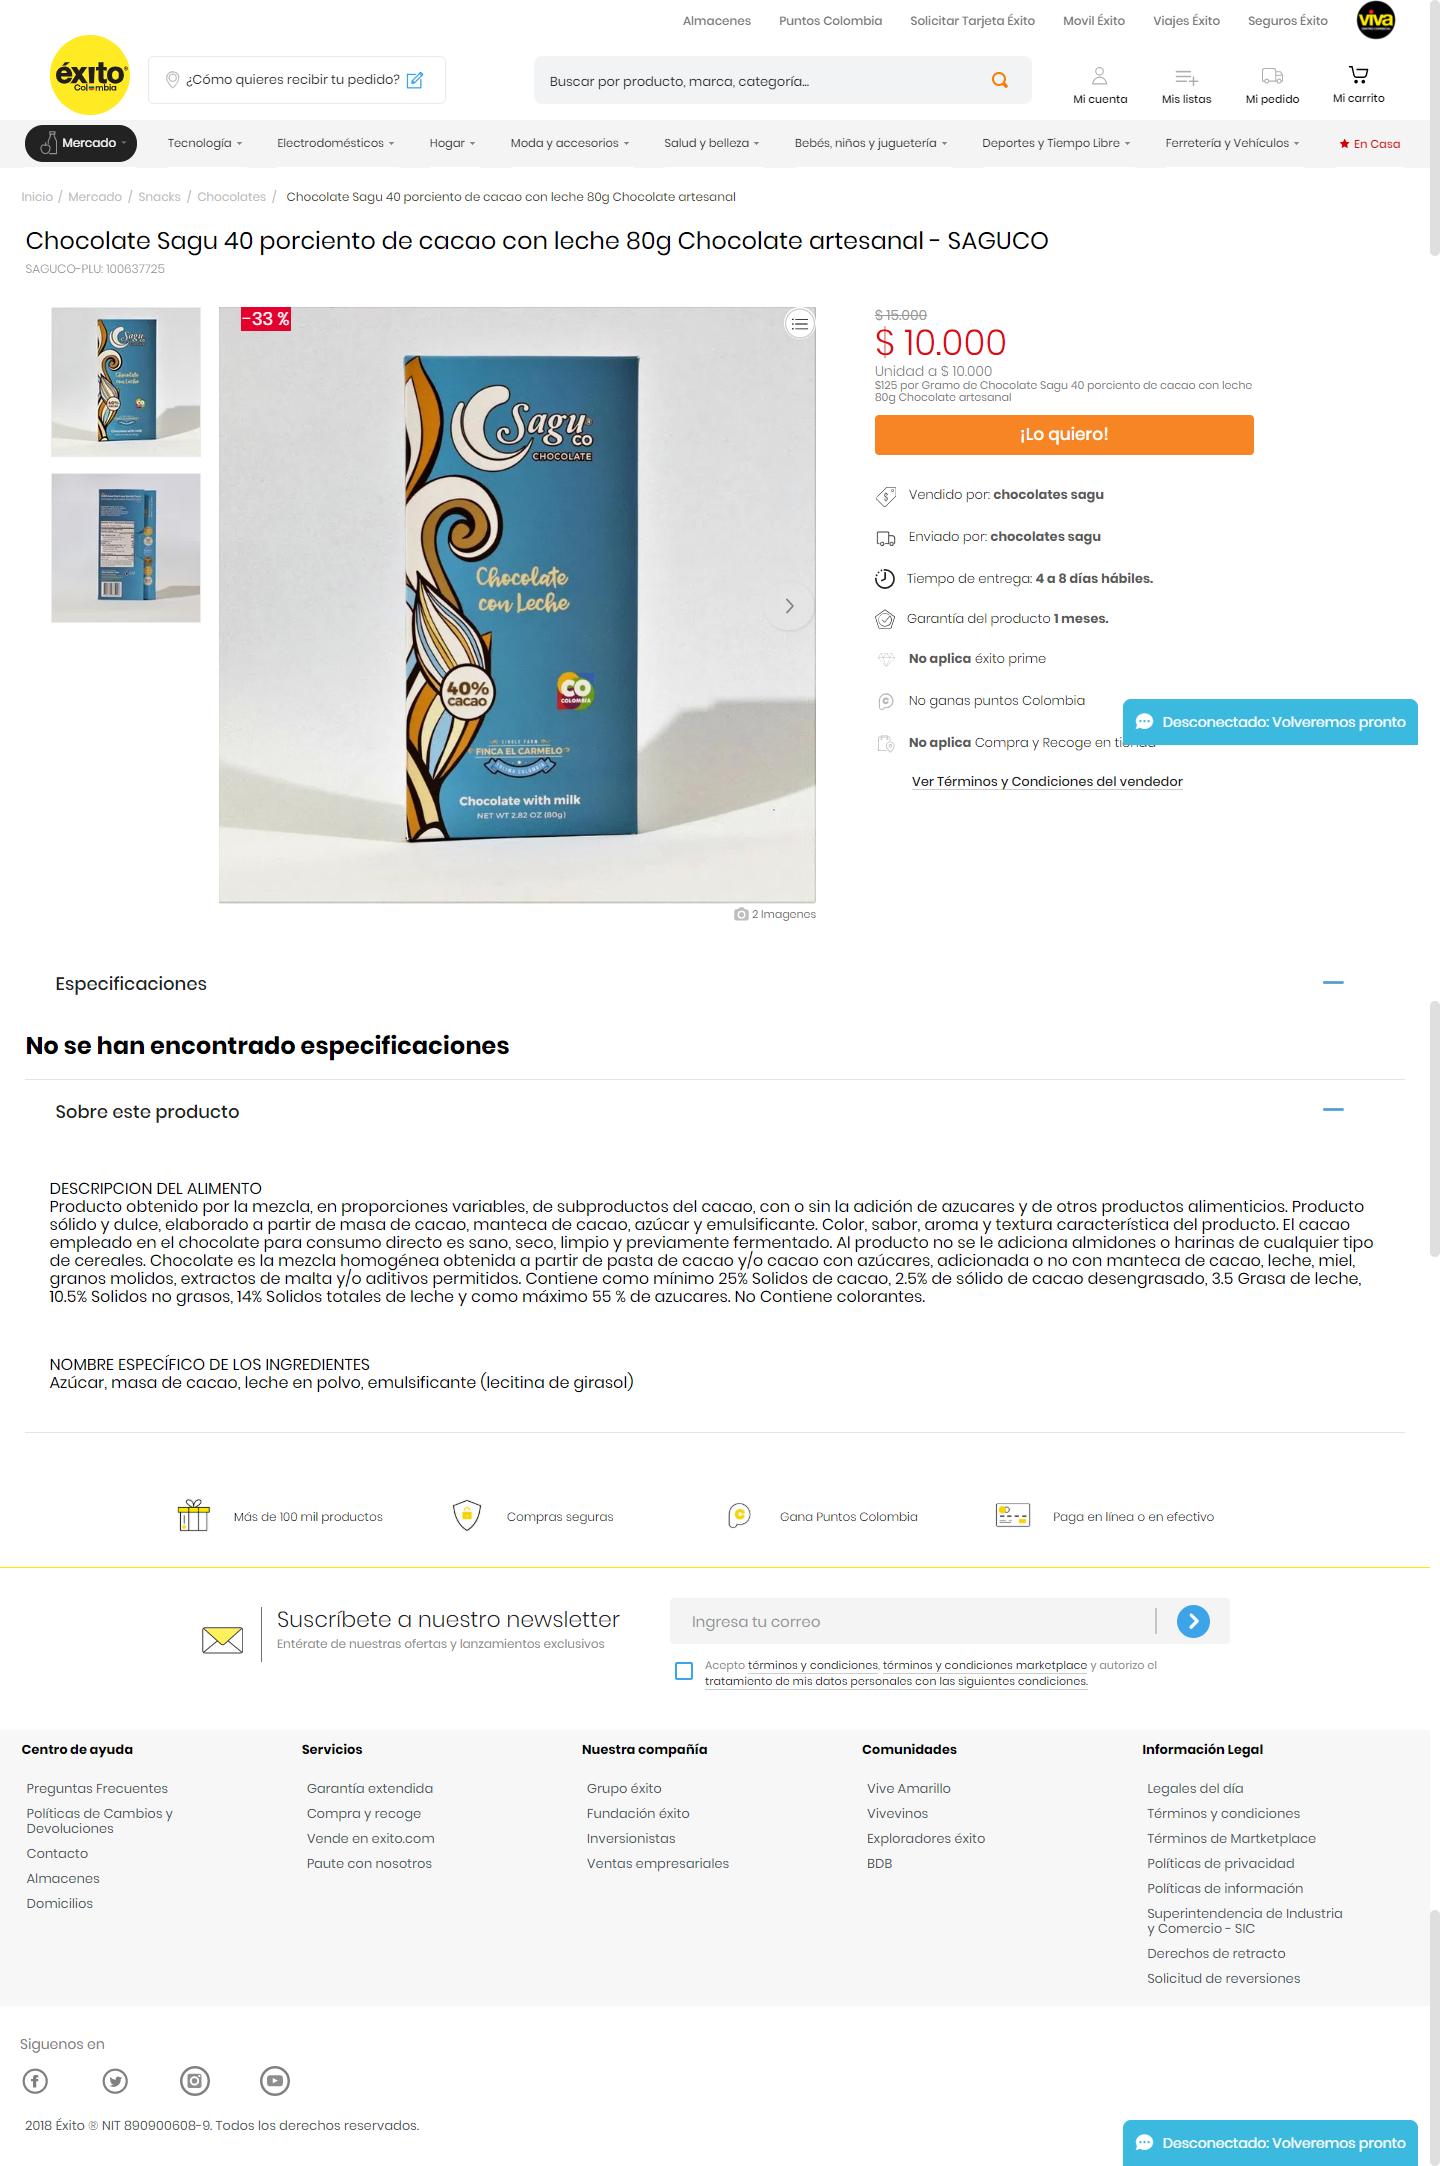 Almacenes Puntos Colombia Solicitar Tarjeta Éxito Movil Éxito Viajes Éxito Seguros Éxito viva
éxito
Colombia
¿Cómo quieres recibir tu pedido?
Buscar por producto, marca, categoría...
Mi cuenta Mis listas Mi pedido Mi carrito
Mercado Tecnología Electrodomésticos Hogar Moda y accesorios Salud y belleza Bebés, niños y juguetería Deportes y Tiempo Libre Ferretería y Vehículos En Casa
Inicio / Mercado / Snacks / Chocolates / Chocolate Sagu 40 porciento de cacao con leche 80g Chocolate artesanal
Chocolate Sagu 40 porciento de cacao con leche 80g Chocolate artesanal - SAGUCO
SAGUCO-PLU: 100637725
-33 %
Sagu
CO
CHOCOLATE
Chocolate
con Leche
40%
CACAO
CO
COLOMBIA
SINGLE FARM
FINCA EL CARMELO
TOLIMA COLOMBIA
Chocolate with milk
NET WT 2.82 OZ (80g)
2 Imagenes
$ 15.000
$ 10.000
Unidad a $ 10.000
$125 por Gramo de Chocolate Sagu 40 porciento de cacao con leche
80g Chocolate artesanal
¡Lo quiero!
Vendido por: chocolates sagu
Enviado por: chocolates sagu
Tiempo de entrega: 4 a 8 días hábiles.
Garantía del producto 1 meses.
No aplica éxito prime
No ganas puntos Colombia
Desconectado: Volveremos pronto
No aplica Compra y Recoge en tienda
Ver Términos y Condiciones del vendedor
Especificaciones
No se han encontrado especificaciones
Sobre este producto
DESCRIPCION DEL ALIMENTO
Producto obtenido por la mezcla, en proporciones variables, de subproductos del cacao, con o sin la adición de azucares y de otros productos alimenticios. Producto
sólido y dulce, elaborado a partir de masa de cacao, manteca de cacao, azúcar y emulsificante. Color, sabor, aroma y textura característica del producto. El cacao
empleado en el chocolate para consumo directo es sano, seco, limpio y previamente fermentado. Al producto no se le adiciona almidones o harinas de cualquier tipo
de cereales. Chocolate es la mezcla homogénea obtenida a partir de pasta de cacao y/o cacao con azúcares, adicionada o no con manteca de cacao, leche, miel,
granos molidos, extractos de malta y/o aditivos permitidos. Contiene como mínimo 25% Solidos de cacao, 2.5% de sólido de cacao desengrasado, 3.5 Grasa de leche,
10.5% Solidos no grasos, 14% Solidos totales de leche y como máximo 55 % de azucares. No Contiene colorantes.
NOMBRE ESPECÍFICO DE LOS INGREDIENTES
Azúcar, masa de cacao, leche en polvo, emulsificante (lecitina de girasol)
Más de 100 mil productos Compras seguras Gana Puntos Colombia Paga en línea o en efectivo
Suscríbete a nuestro newsletter
Entérate de nuestras ofertas y lanzamientos exclusivos
Ingresa tu correo
Acepto términos y condiciones, términos y condiciones marketplace y autorizo el
tratamiento de mis datos personales con las siguientes condiciones.
Centro de ayuda
Preguntas Frecuentes
Políticas de Cambios y
Devoluciones
Contacto
Almacenes
Domicilios
Servicios
Garantía extendida
Compra y recoge
Vende en exito.com
Paute con nosotros
Nuestra compañía
Grupo éxito
Fundación éxito
Inversionistas
Ventas empresariales
Comunidades
Vive Amarillo
Vivevinos
Exploradores éxito
BDB
Información Legal
Legales del día
Términos y condiciones
Términos de Martketplace
Políticas de privacidad
Políticas de información
Superintendencia de Industria
y Comercio - SIC
Derechos de retracto
Solicitud de reversiones
Siguenos en
2018 Éxito ® NIT 890900608-9. Todos los derechos reservados.
Desconectado: Volveremos pronto